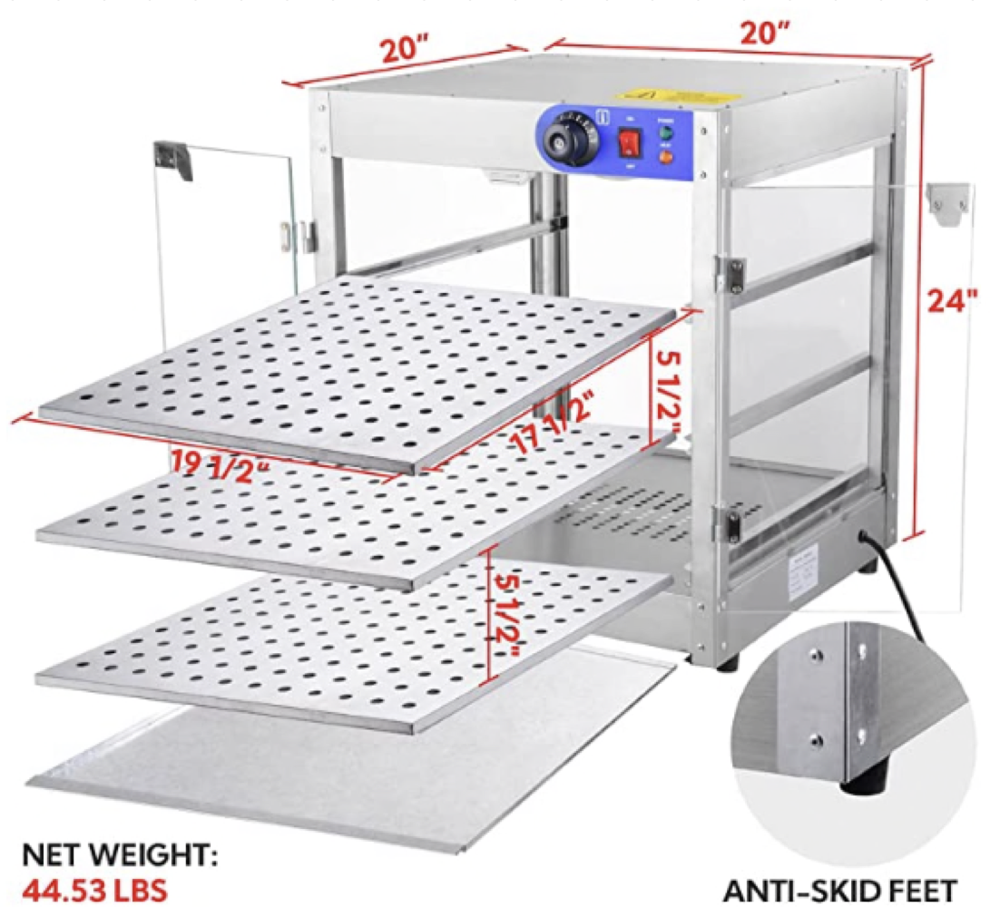 20"
20"
24"
5 1/2"
17 1/2"
19 1/2"
5 1/2"
NET WEIGHT:
44.53 LBS
ANTI-SKID FEET